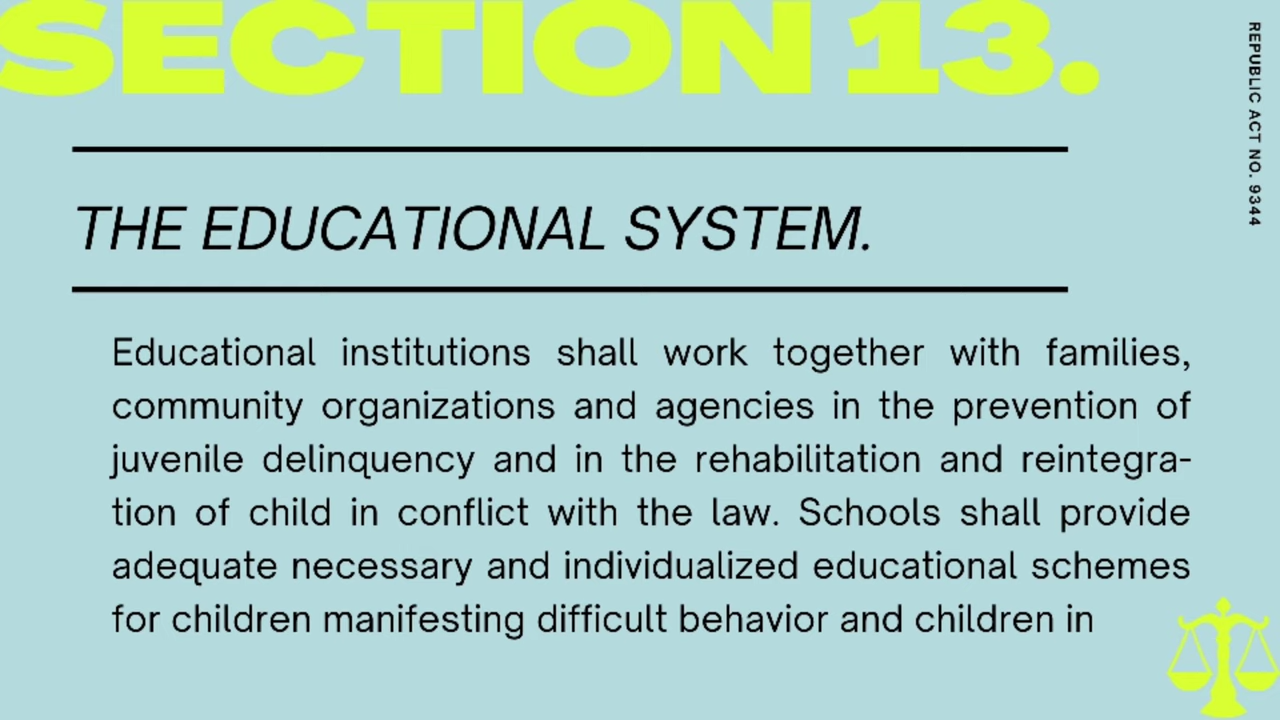 SECTION 13.
REPUBLIC ACT NO. 9344
THE EDUCATIONAL SYSTEM.
Educational institutions shall work together with families,
community organizations and agencies in the prevention of
juvenile delinquency and in the rehabilitation and reintegra-
tion of child in conflict with the law. Schools shall provide
adequate necessary and individualized educational schemes
for children manifesting difficult behavior and children in